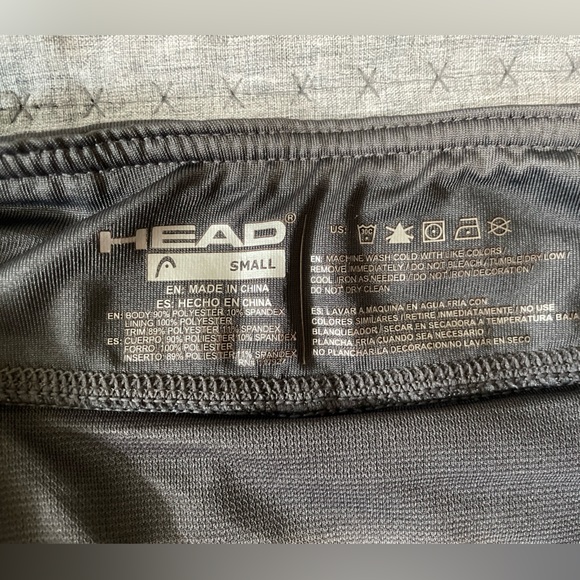 HEAD®
SMALL
EN: MADE IN CHINA
ES: HECHO EN CHINA
EN: BODY 90% POLYESTER 10% SPANDEX
LINING 100% POLYESTER
TRIM 89% POLYESTER 11% SPANDEX
ES: CUERPO, 90% POLYESTER 10% SPANDEX
FORRO 100% POLYESTER
INSERTO: 89% POLYESTER 11% SPANDEX
RN#
US:
30C
EN: MACHINE WASH COLD WITH LIKE COLORS /
REMOVE IMMEDIATELY / DO NOT BLEACH / TUMBLE DRY LOW /
COOL IRON AS NEEDED / DO NOT IRON DECORATION /
DO NOT DRY CLEAN
ES: LAVAR A MAQUINA EN AGUA FRIA CON
COLORES SIMILARES / RETIRE INMEDIATAMENTE / NO USE
BLANQUEADOR / SECAR EN SECADORA A TEMPERATURA BAJA
PLANCHA FRIA CUANDO SEA NECESARIO /
NO PLANCHAR LA DECORACION / NO LAVAR EN SECO